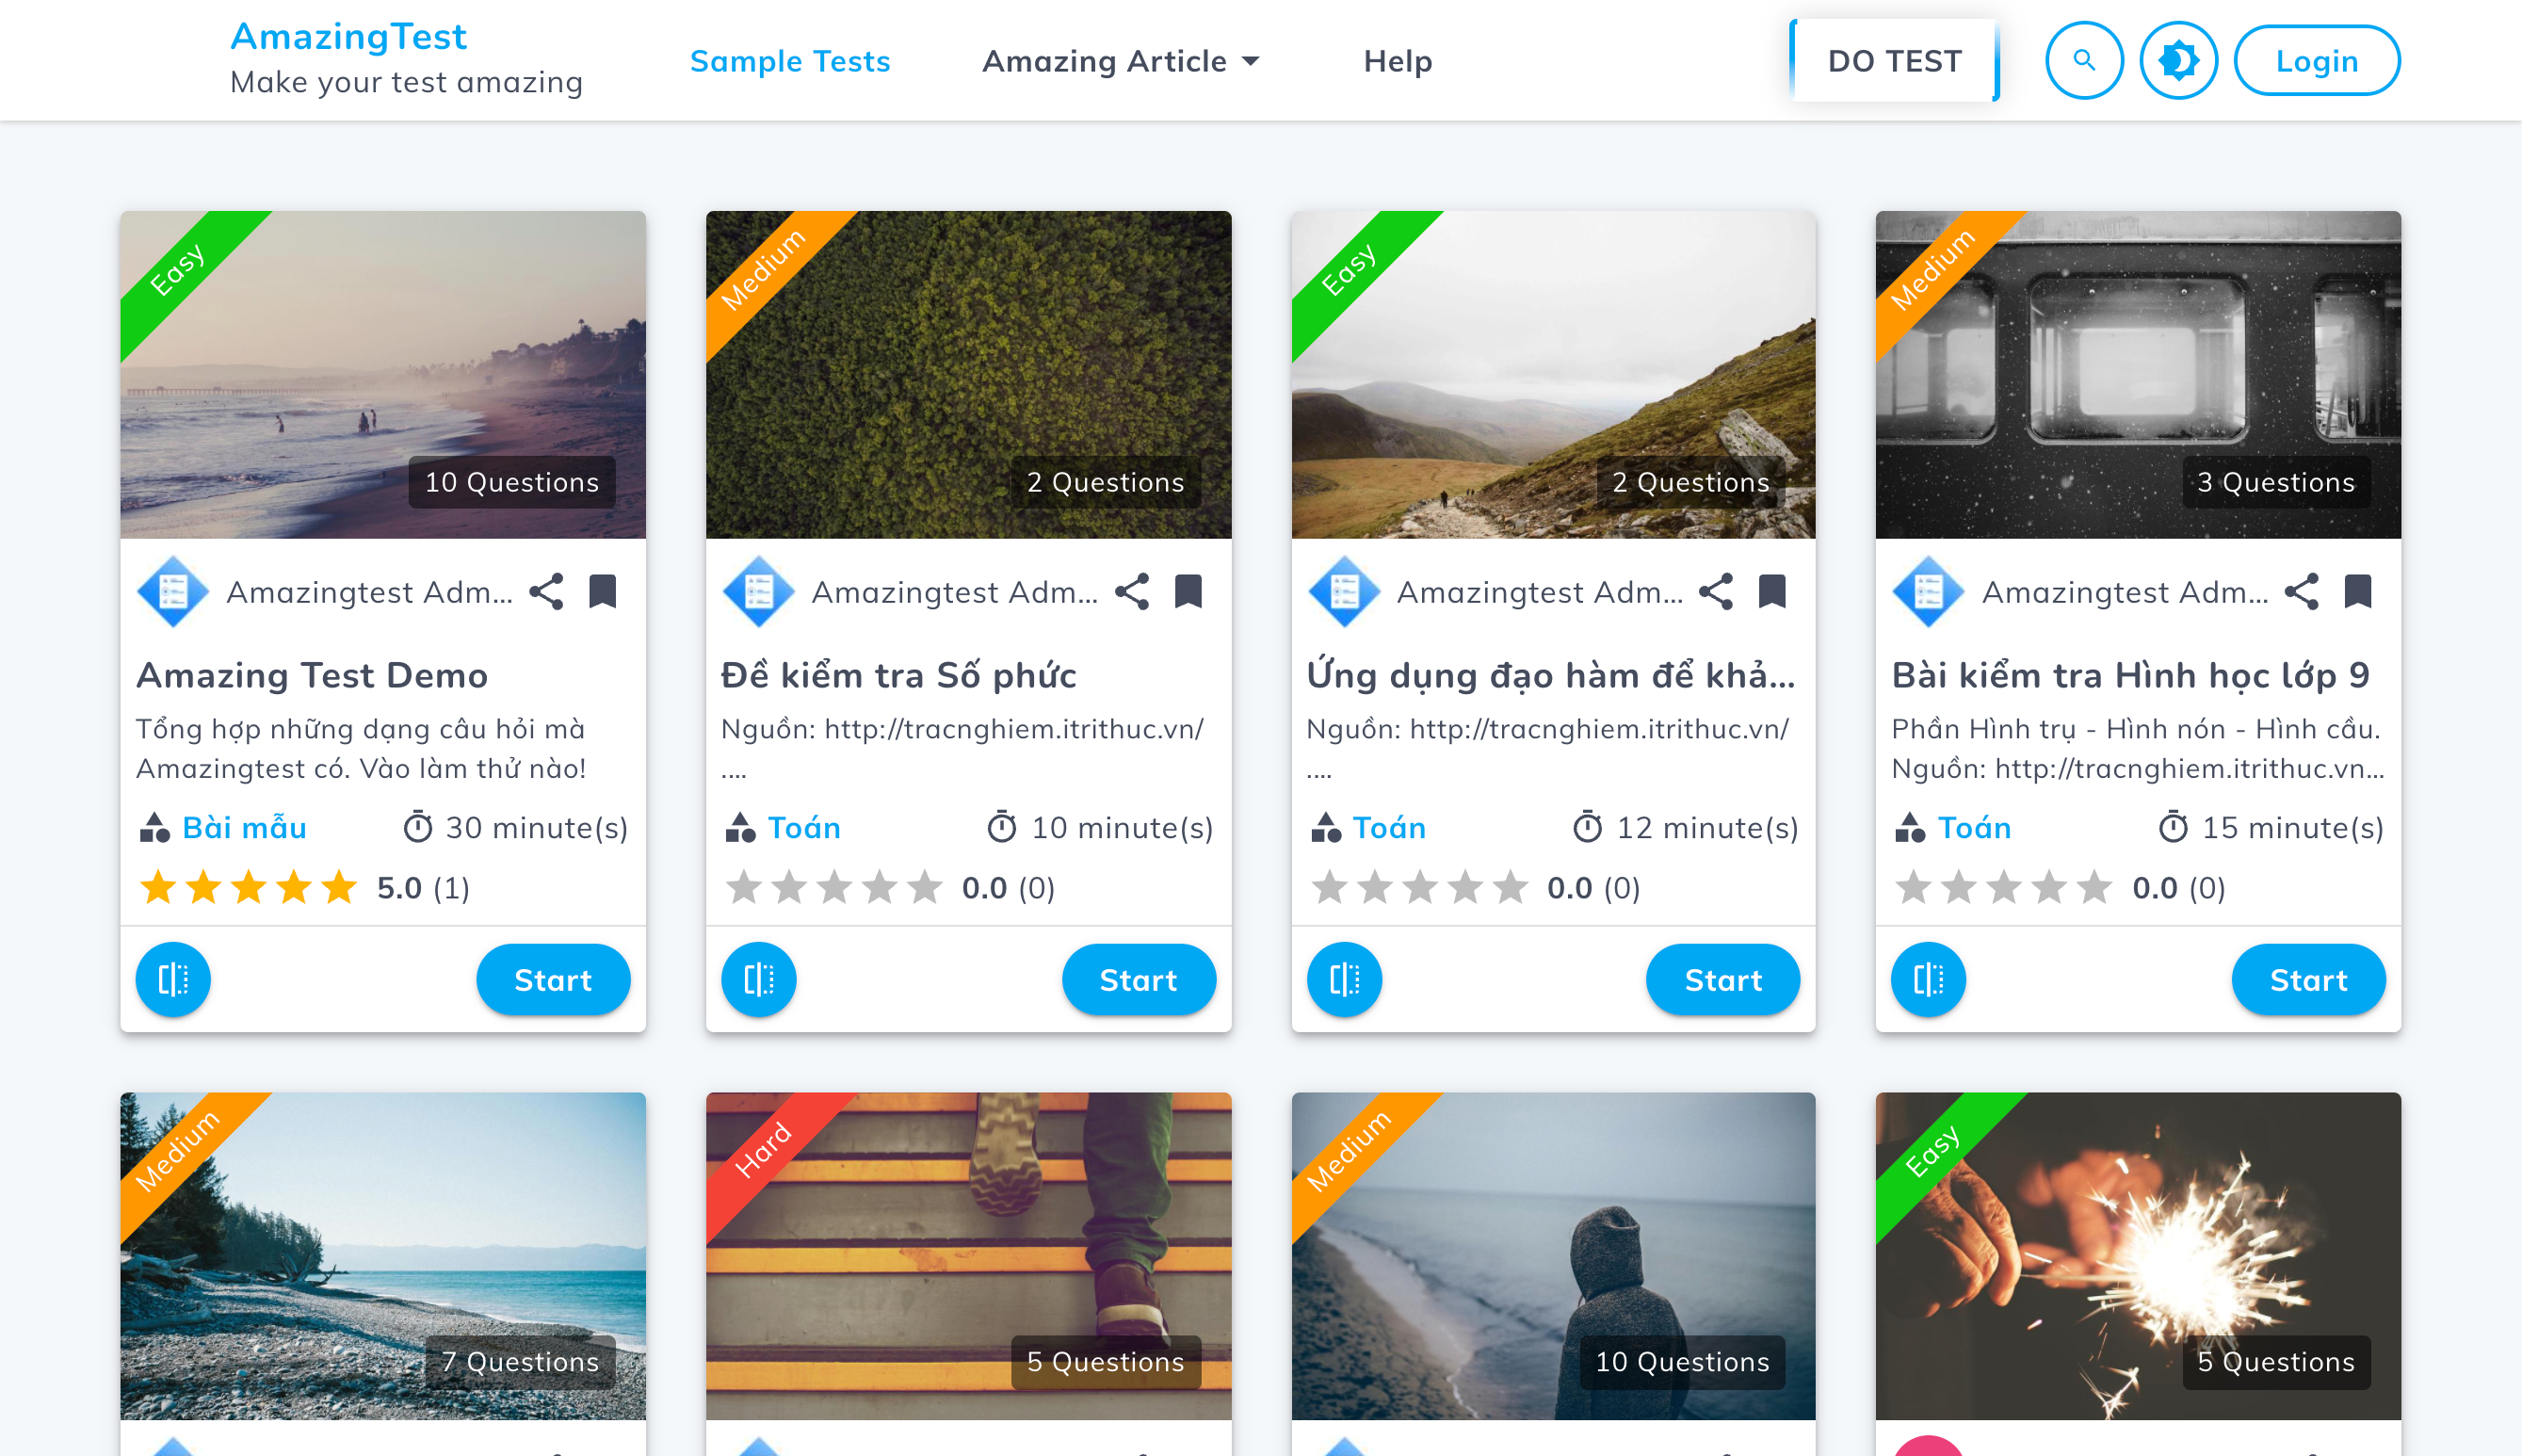 AmazingTest
Make your test amazing
Sample Tests
Amazing Article
Help
DO TEST
Login
Easy
10 Questions
Amazingtest Adm...
Amazing Test Demo
Tổng hợp những dạng câu hỏi mà
Amazingtest có. Vào làm thử nào!
Bài mẫu
30 minute(s)
5.0 (1)
Start
Medium
2 Questions
Amazingtest Adm...
Đề kiểm tra Số phức
Nguồn: http://tracnghiem.itrithuc.vn/
....
Toán
10 minute(s)
0.0 (0)
Start
Easy
2 Questions
Amazingtest Adm...
Ứng dụng đạo hàm để khả...
Nguồn: http://tracnghiem.itrithuc.vn/
....
Toán
12 minute(s)
0.0 (0)
Start
Medium
3 Questions
Amazingtest Adm...
Bài kiểm tra Hình học lớp 9
Phần Hình trụ - Hình nón - Hình cầu.
Nguồn: http://tracnghiem.itrithuc.vn...
Toán
15 minute(s)
0.0 (0)
Start
Medium
7 Questions
Hard
5 Questions
Medium
10 Questions
Easy
5 Questions